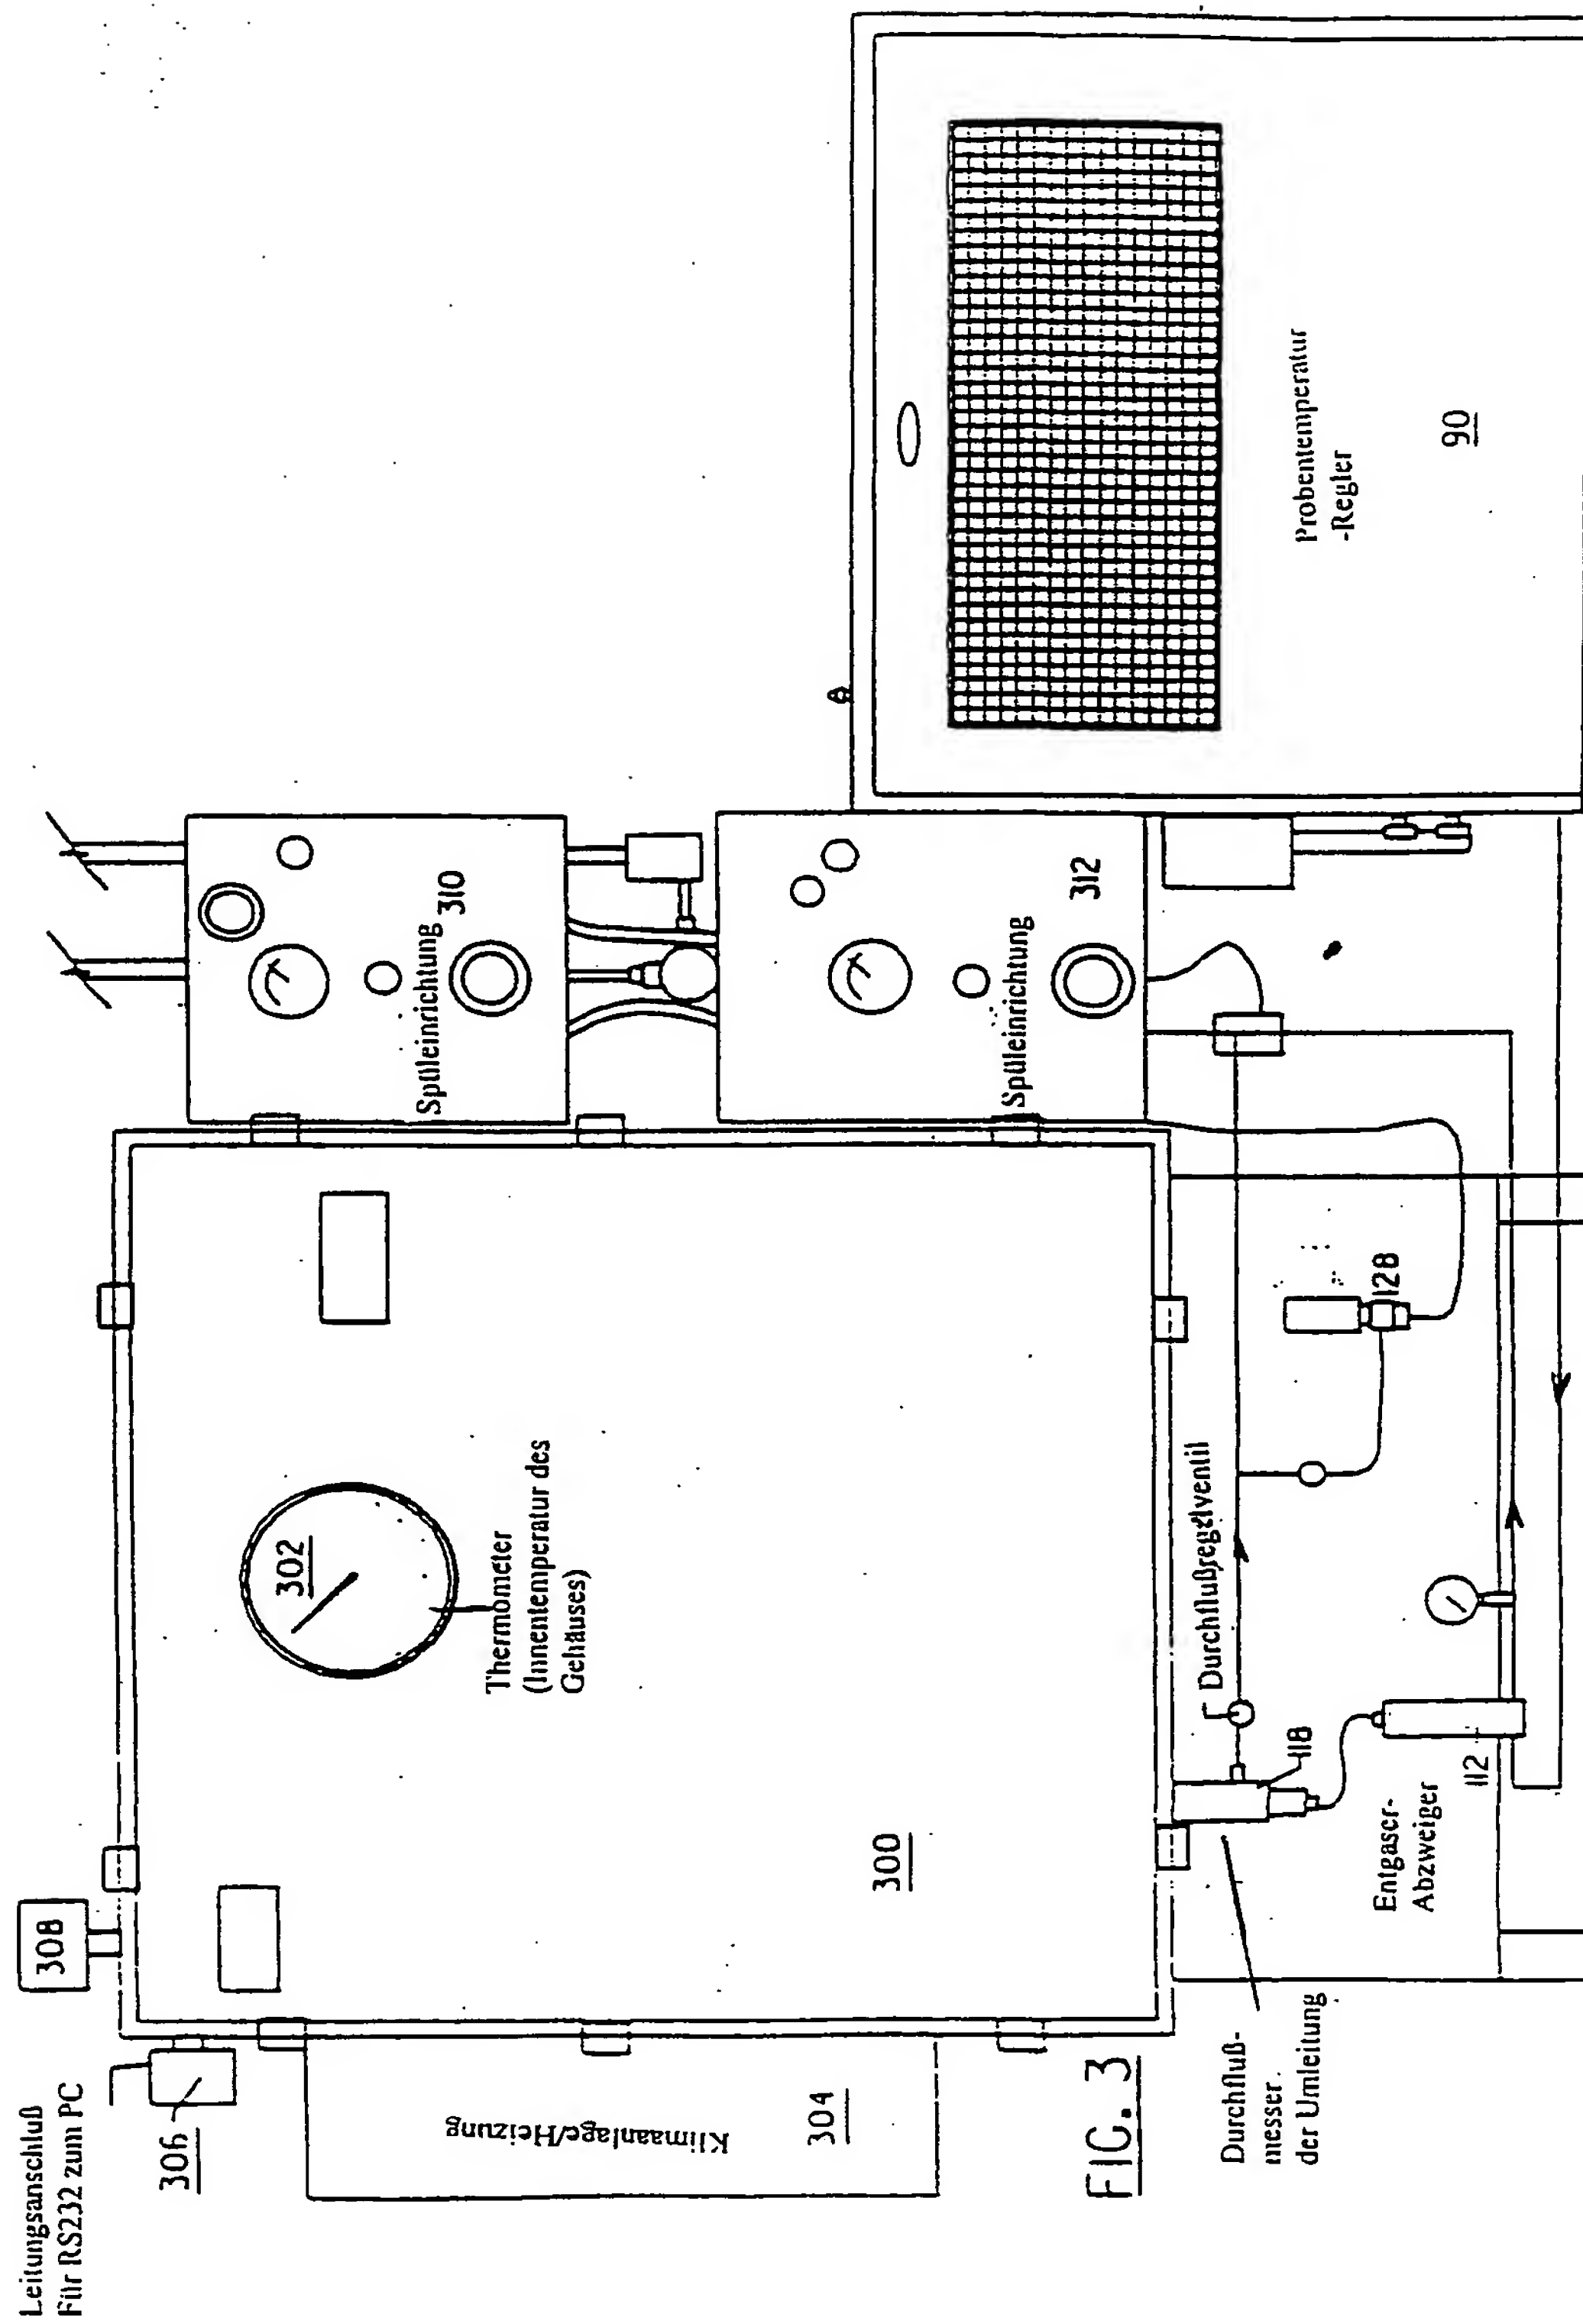 Leitungsanschluß
Für RS232 zum PC
308
306
Klimaanlage/Heizung
304
302
Thermometer
(Innentemperatur des
Gehäuses)
300
Spüleinrichtung
310
Spüleinrichtung
312
Probentemperatur
-Regler
90
Durchflußregelventil
128
118
112
Entgaser-
Abzweiger
Durchfluß-
messer.
der Umleitung
FIG. 3